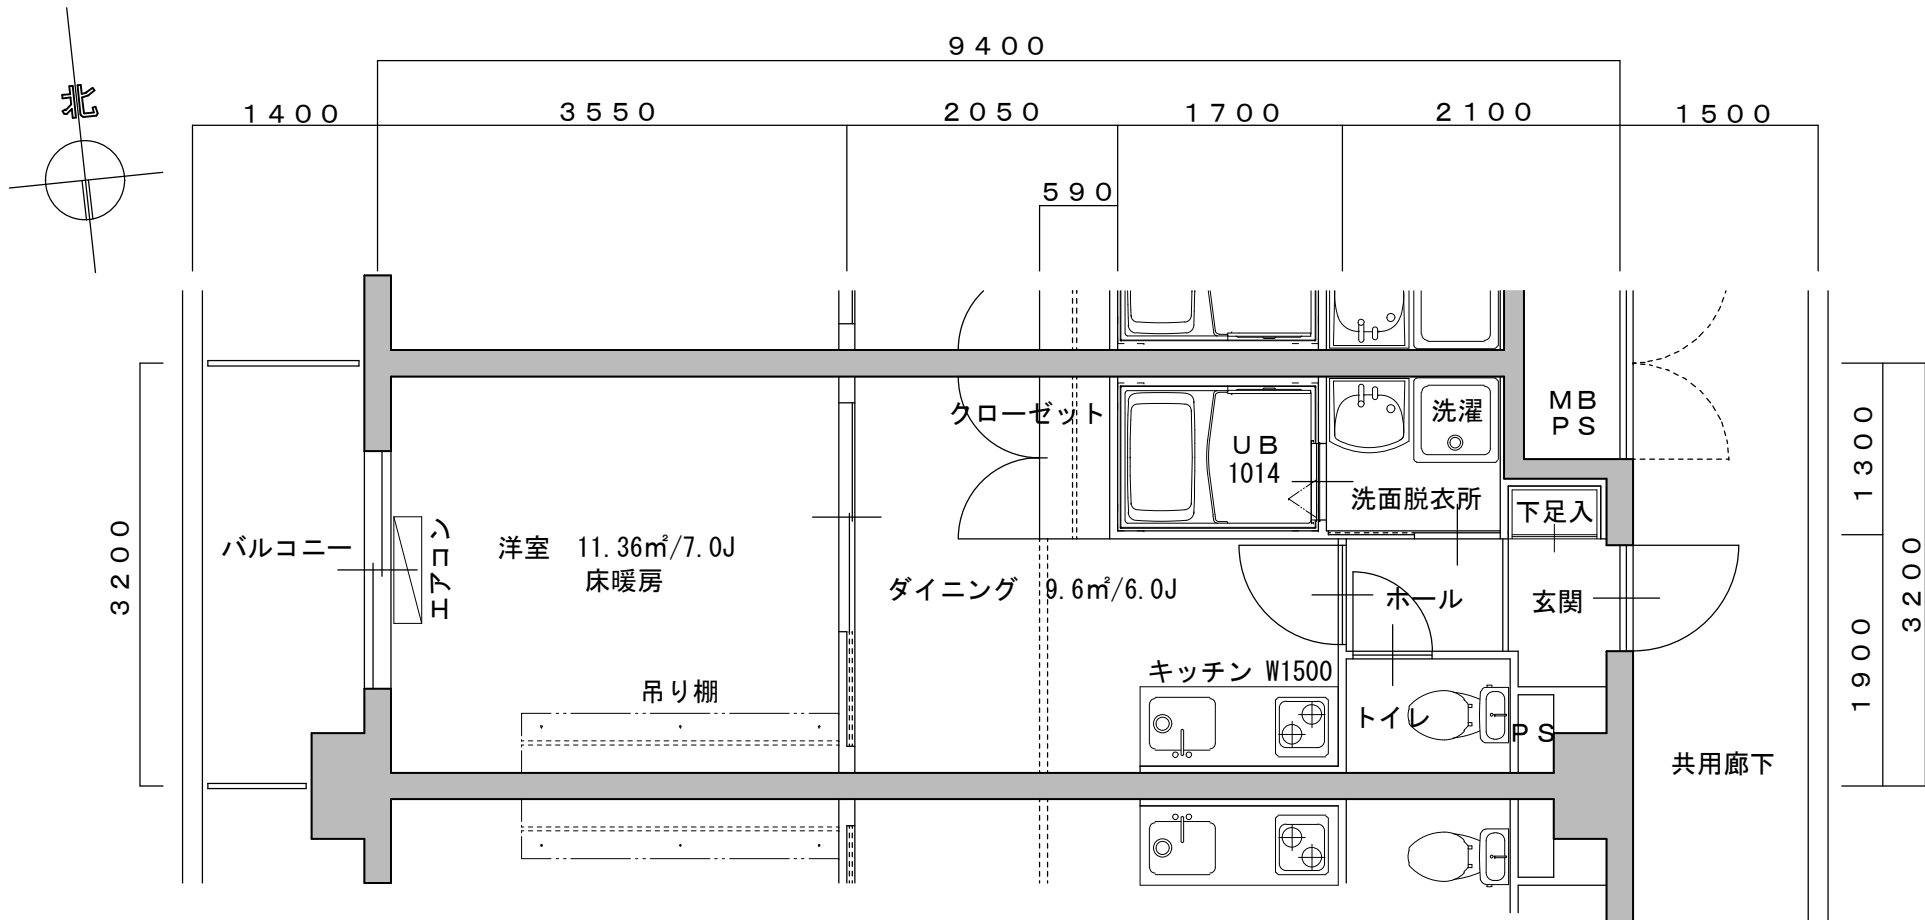 9400
北
1400
3550
2050
1700
2100
1500
590
クローゼット
UB
1014
洗濯
MB
PS
洗面脱衣所
下足入
1300
3200
バルコニー
エアコン
洋室 11.36㎡/7.0J
床暖房
ダイニング 9.6㎡/6.0J
ホール
玄関
3200
吊り棚
キッチン W1500
トイレ
PS
1900
共用廊下